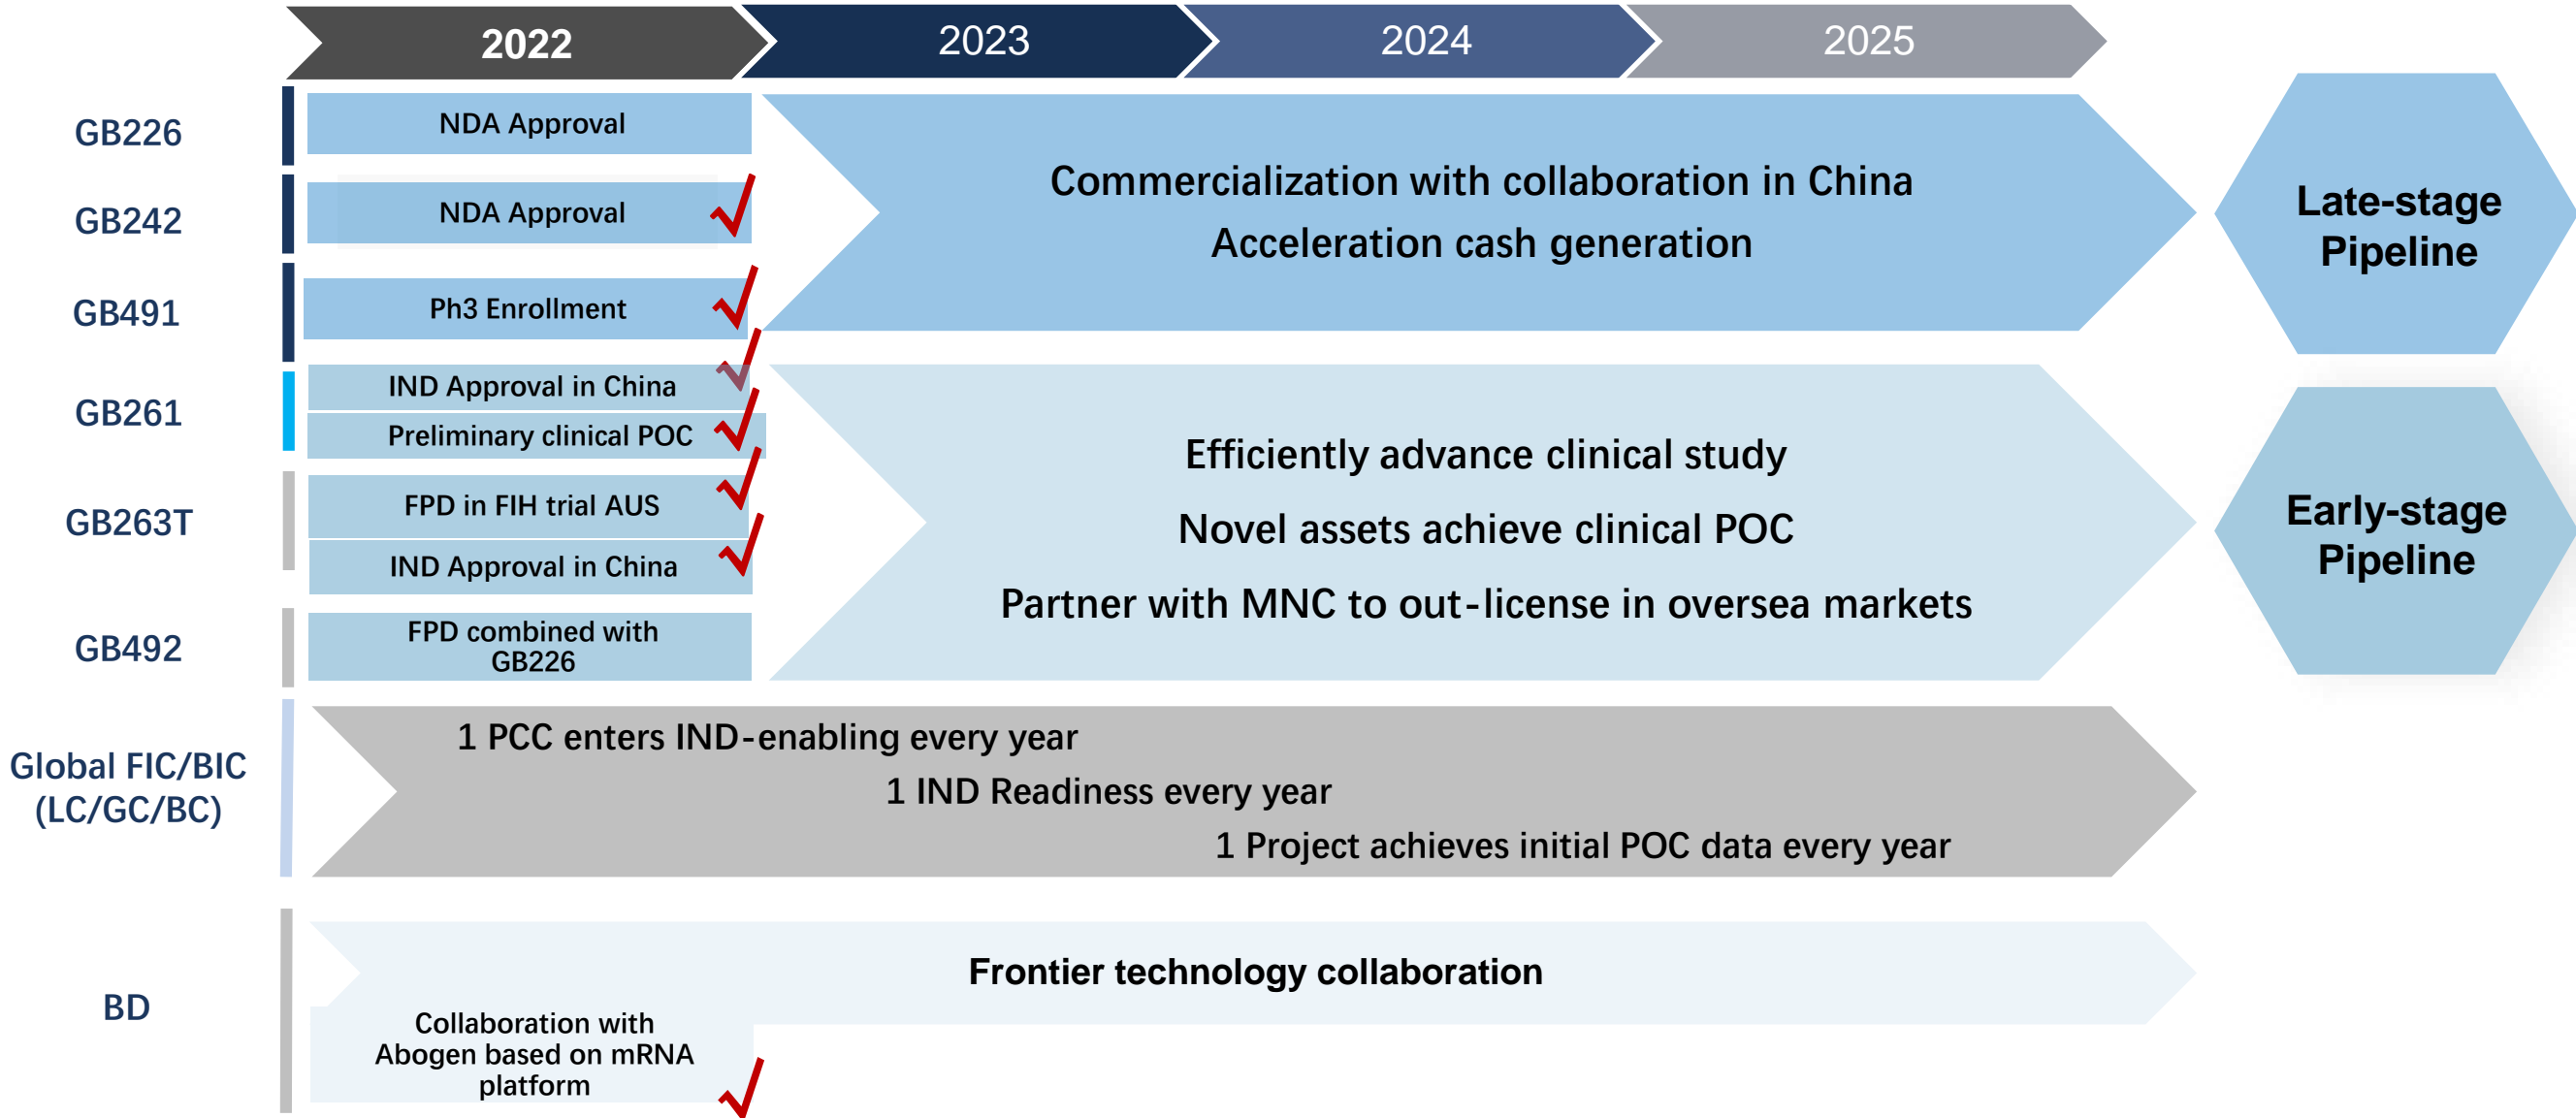 2022
2023
2024
2025
GB226
NDA Approval
GB242
NDA Approval
GB491
Ph3 Enrollment
Commercialization with collaboration in China
Acceleration cash generation
Late-stage
Pipeline
GB261
IND Approval in China
Preliminary clinical POC
GB263T
FPD in FIH trial AUS
IND Approval in China
GB492
FPD combined with
GB226
Efficiently advance clinical study
Novel assets achieve clinical POC
Partner with MNC to out-license in oversea markets
Early-stage
Pipeline
Global FIC/BIC
(LC/GC/BC)
1 PCC enters IND-enabling every year
1 IND Readiness every year
1 Project achieves initial POC data every year
BD
Frontier technology collaboration
Collaboration with
Abogen based on mRNA
platform